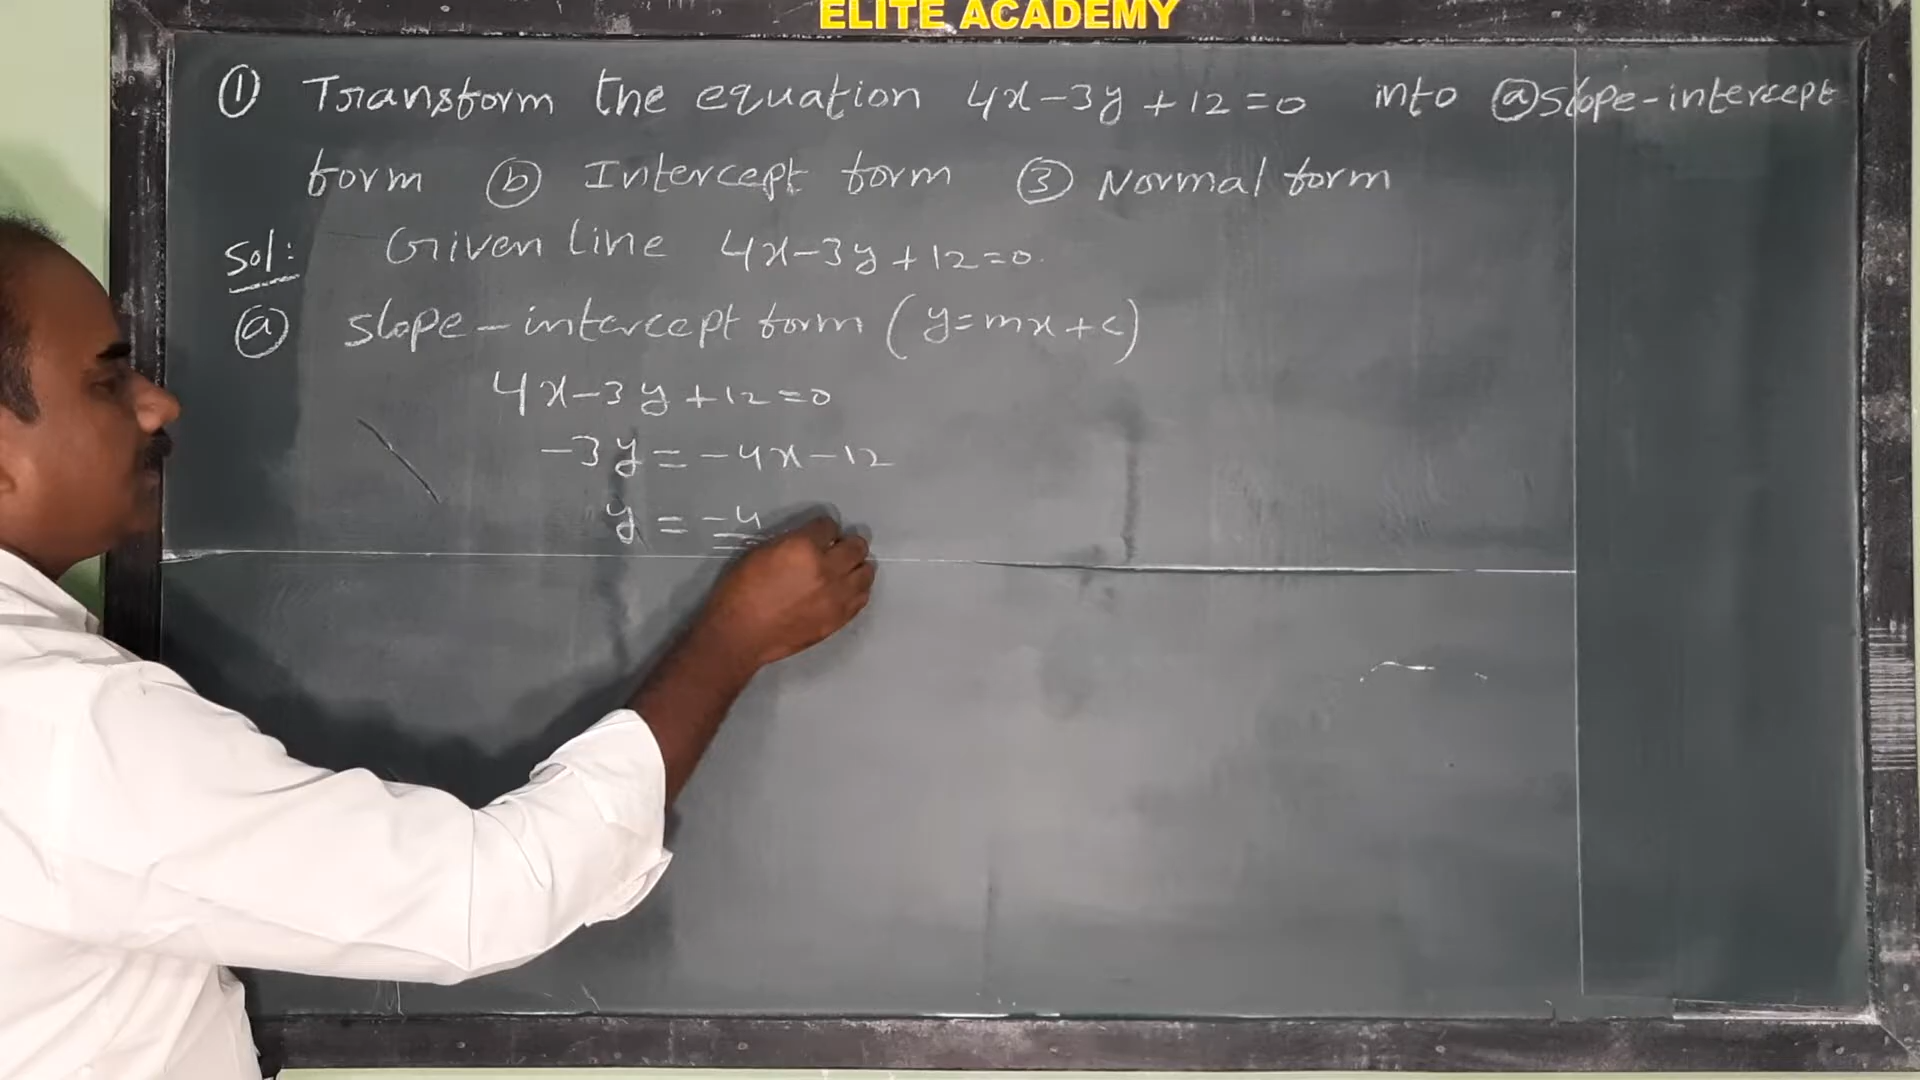 ELITE ACADEMY
① Transform the equation 4x-3y+12=0 into ⓐ slope-intercept
form ⓑ Intercept form ③ Normal form
Sol: Given line 4x-3y+12=0.
ⓐ slope-intercept form (y=mx+c)
4x-3y+12=0
-3y=-4x-12
y = -4